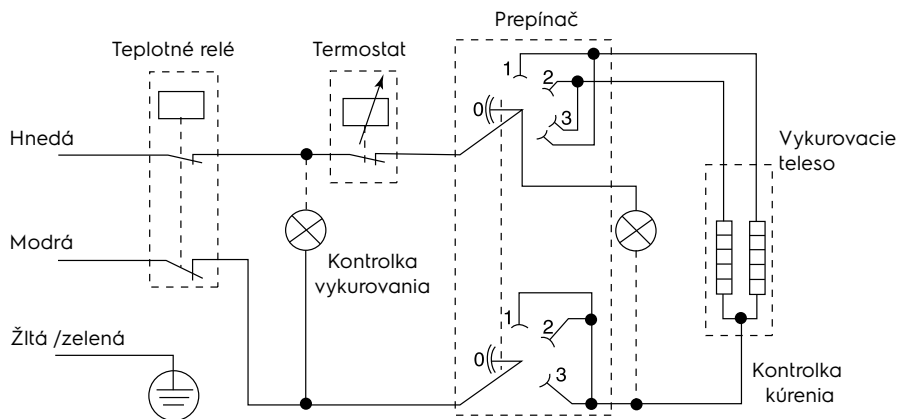 Prepínač
Teplotné relé
Termostat
1
2
0
3
Hnedá
Vykurovacie
teleso
Modrá
Kontrolka
vykurovania
1
2
0
3
Žltá /zelená
Kontrolka
kúrenia